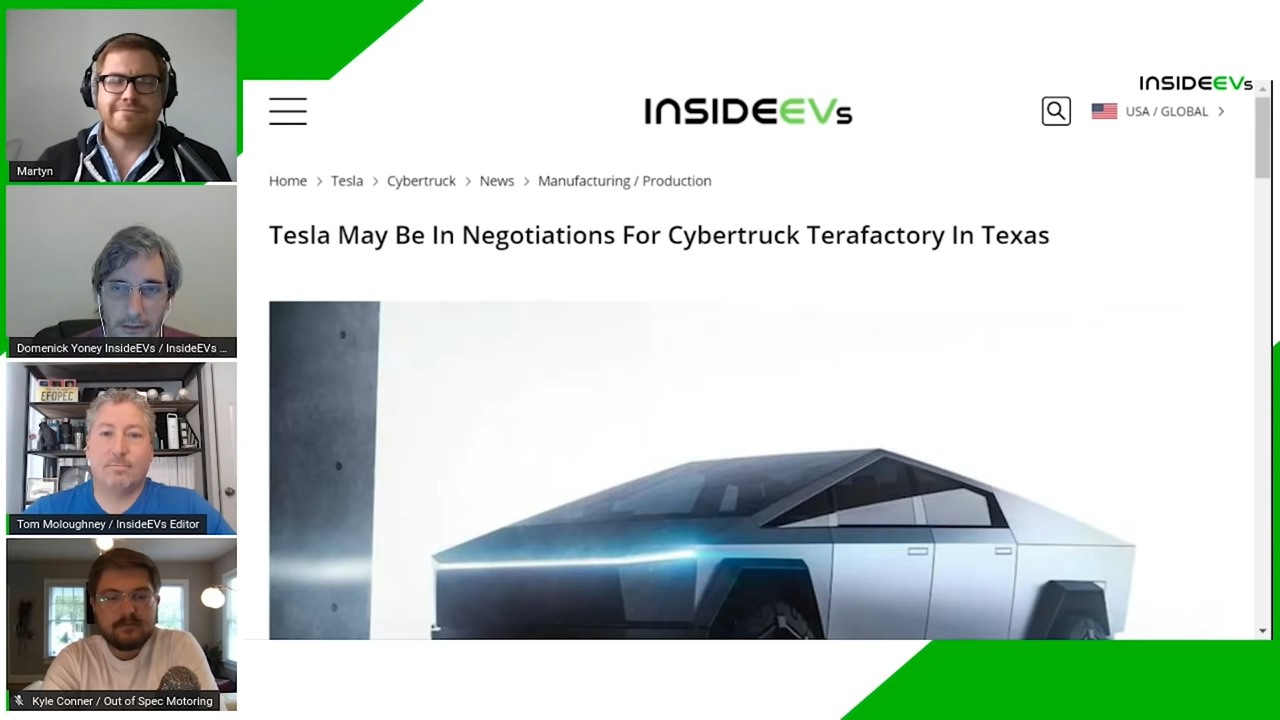 Martyn
Domenick Yoney InsideEVs / InsideEVs ...
EFOPEC
Tom Moloughney / InsideEVs Editor
Kyle Conner / Out of Spec Motoring
INSIDEEVs
INSIDEEVs
USA / GLOBAL
Home > Tesla > Cybertruck > News > Manufacturing / Production
Tesla May Be In Negotiations For Cybertruck Terafactory In Texas